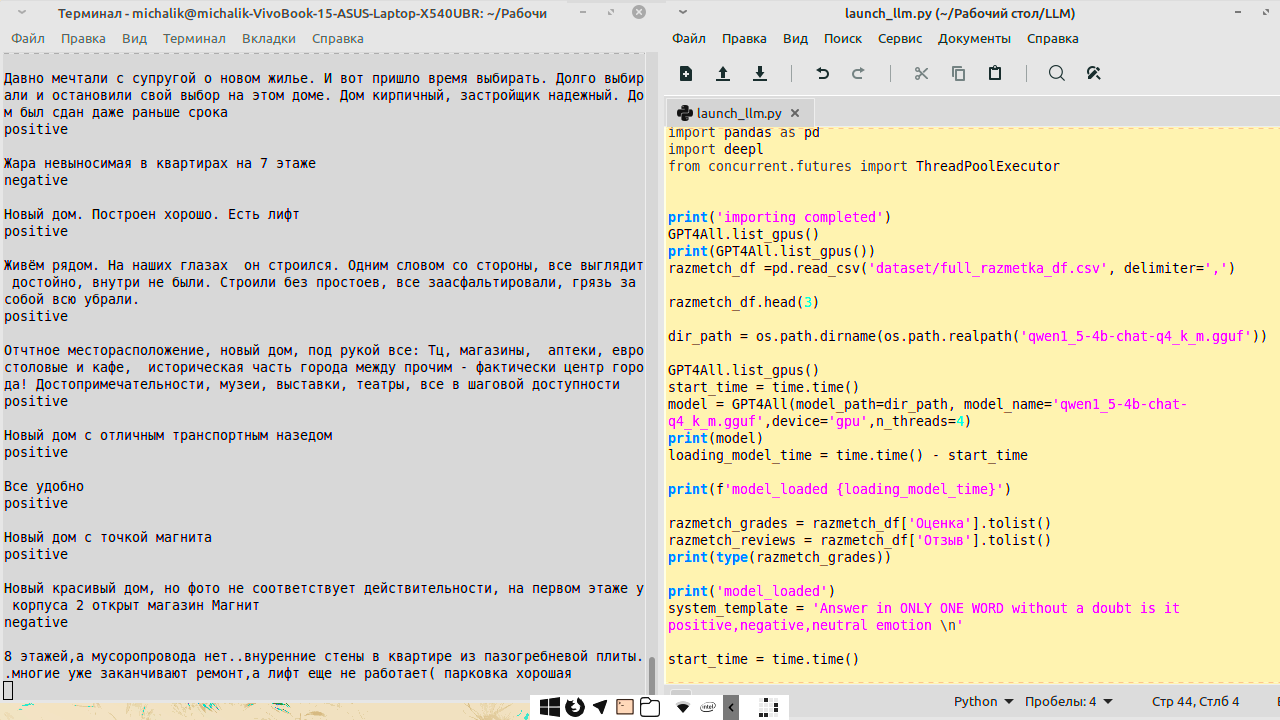 Терминал - michalik@michalik-VivoBook-15-ASUS-Laptop-X540UBR: ~/Рабочи
Файл Правка Вид Терминал Вкладки Справка
Давно мечтали с супругой о новом жилье. И вот пришло время выбирать. Долго выбир
али и остановили свой выбор на этом доме. Дом кирпичный, застройщик надежный. До
м был сдан даже раньше срока
positive
Жара невыносимая в квартирах на 7 этаже
negative
Новый дом. Построен хорошо. Есть лифт
positive
Живём рядом. На наших глазах  он строился. Одним словом со стороны, все выглядит
 достойно, внутри не были. Строили без простоев, все заасфальтировали, грязь за
собой всю убрали.
positive
Отчтное месторасположение, новый дом, под рукой все: Тц, магазины,  аптеки, евро
столовые и кафе,  историческая часть города между прочим - фактически центр горо
да! Достопримечательности, музеи, выставки, театры, все в шаговой доступности
positive
Новый дом с отличным транспортным назедом
positive
Все удобно
positive
Новый дом с точкой магнита
positive
Новый красивый дом, но фото не соответствует действительности, на первом этаже у
 корпуса 2 открыт магазин Магнит
negative
8 этажей,а мусоропровода нет..внуренние стены в квартире из пазогребневой плиты.
.многие уже заканчивают ремонт,а лифт еще не работает( парковка хорошая
launch_llm.py (~/Рабочий стол/LLM)
Файл Правка Вид Поиск Сервис Документы Справка
launch_llm.py
import pandas as pd
import deepl
from concurrent.futures import ThreadPoolExecutor
print('importing completed')
GPT4All.list_gpus()
print(GPT4All.list_gpus())
razmetch_df =pd.read_csv('dataset/full_razmetka_df.csv', delimiter=',')
razmetch_df.head(3)
dir_path = os.path.dirname(os.path.realpath('qwen1_5-4b-chat-q4_k_m.gguf'))
GPT4All.list_gpus()
start_time = time.time()
model = GPT4All(model_path=dir_path, model_name='qwen1_5-4b-chat-
q4_k_m.gguf',device='gpu',n_threads=4)
print(model)
loading_model_time = time.time() - start_time
print(f'model_loaded {loading_model_time}')
razmetch_grades = razmetch_df['Оценка'].tolist()
razmetch_reviews = razmetch_df['Отзыв'].tolist()
print(type(razmetch_grades))
print('model_loaded')
system_template = 'Answer in ONLY ONE WORD without a doubt is it
positive,negative,neutral emotion \n'
start_time = time.time()
Python Пробелы: 4 Стр 44, Стлб 4
intel